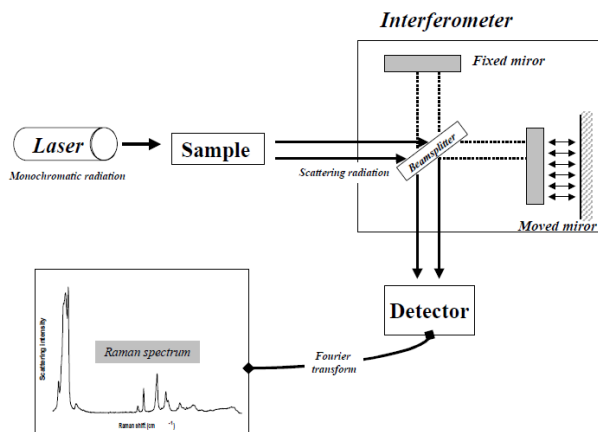 Interferometer
Fixed miror
Laser
Sample
Beamsplitter
Monochromatic radiation
Scattering radiation
Moved miror
Detector
Fourier
transform
Raman spectrum
Scattering intensity
Raman shift (cm ⁻¹)